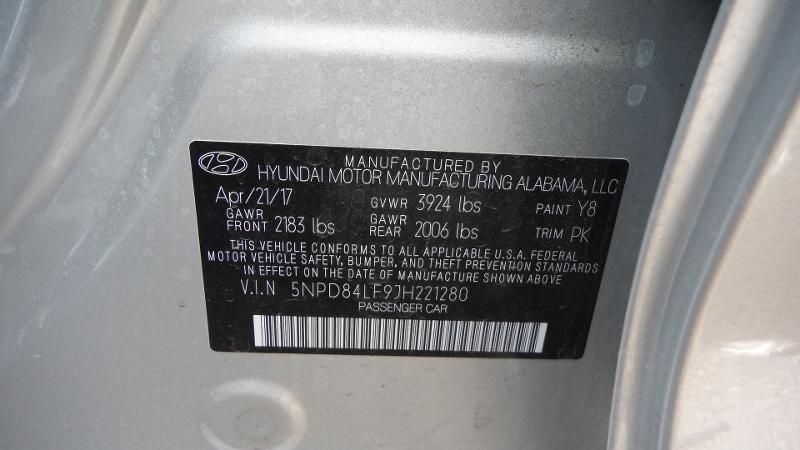 MANUFACTURED BY
HYUNDAI MOTOR MANUFACTURING ALABAMA, LLC
Apr/21/17 GVWR 3924 lbs PAINT Y8
GAWR FRONT 2183 lbs GAWR REAR 2006 lbs TRIM PK
THIS VEHICLE CONFORMS TO ALL APPLICABLE U.S.A. FEDERAL
MOTOR VEHICLE SAFETY, BUMPER, AND THEFT PREVENTION STANDARDS
IN EFFECT ON THE DATE OF MANUFACTURE SHOWN ABOVE
V.I.N 5NPD84LF9JH221280
PASSENGER CAR